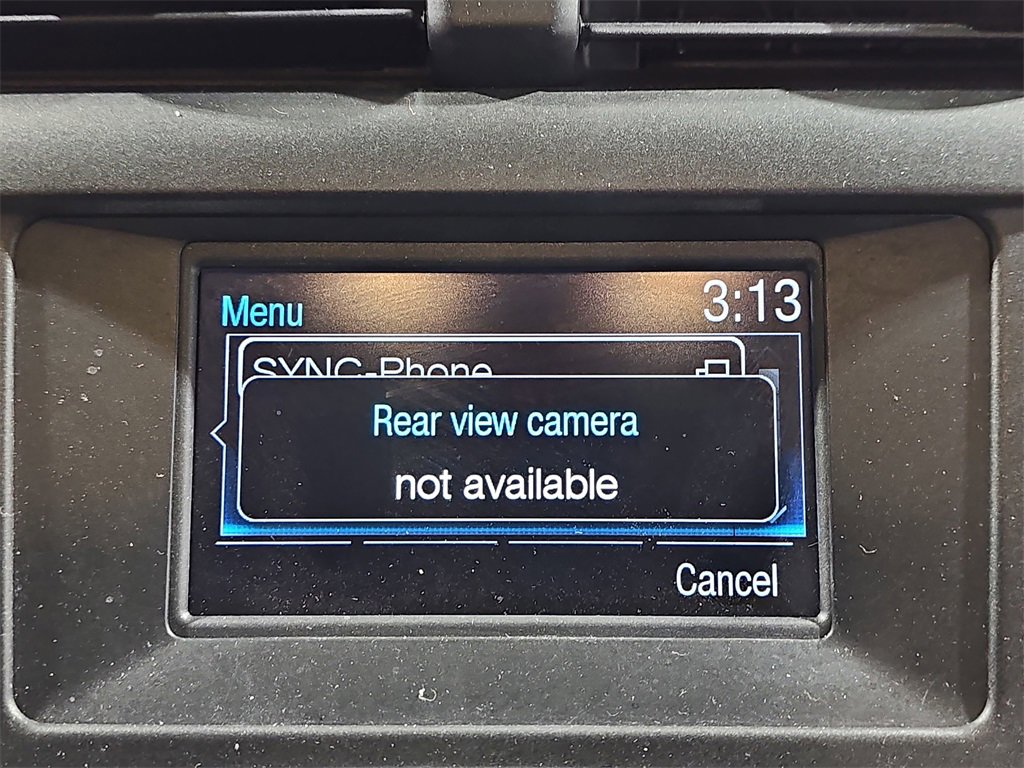 Menu
3:13
SYNC-Phone
Rear view camera
not available
Cancel